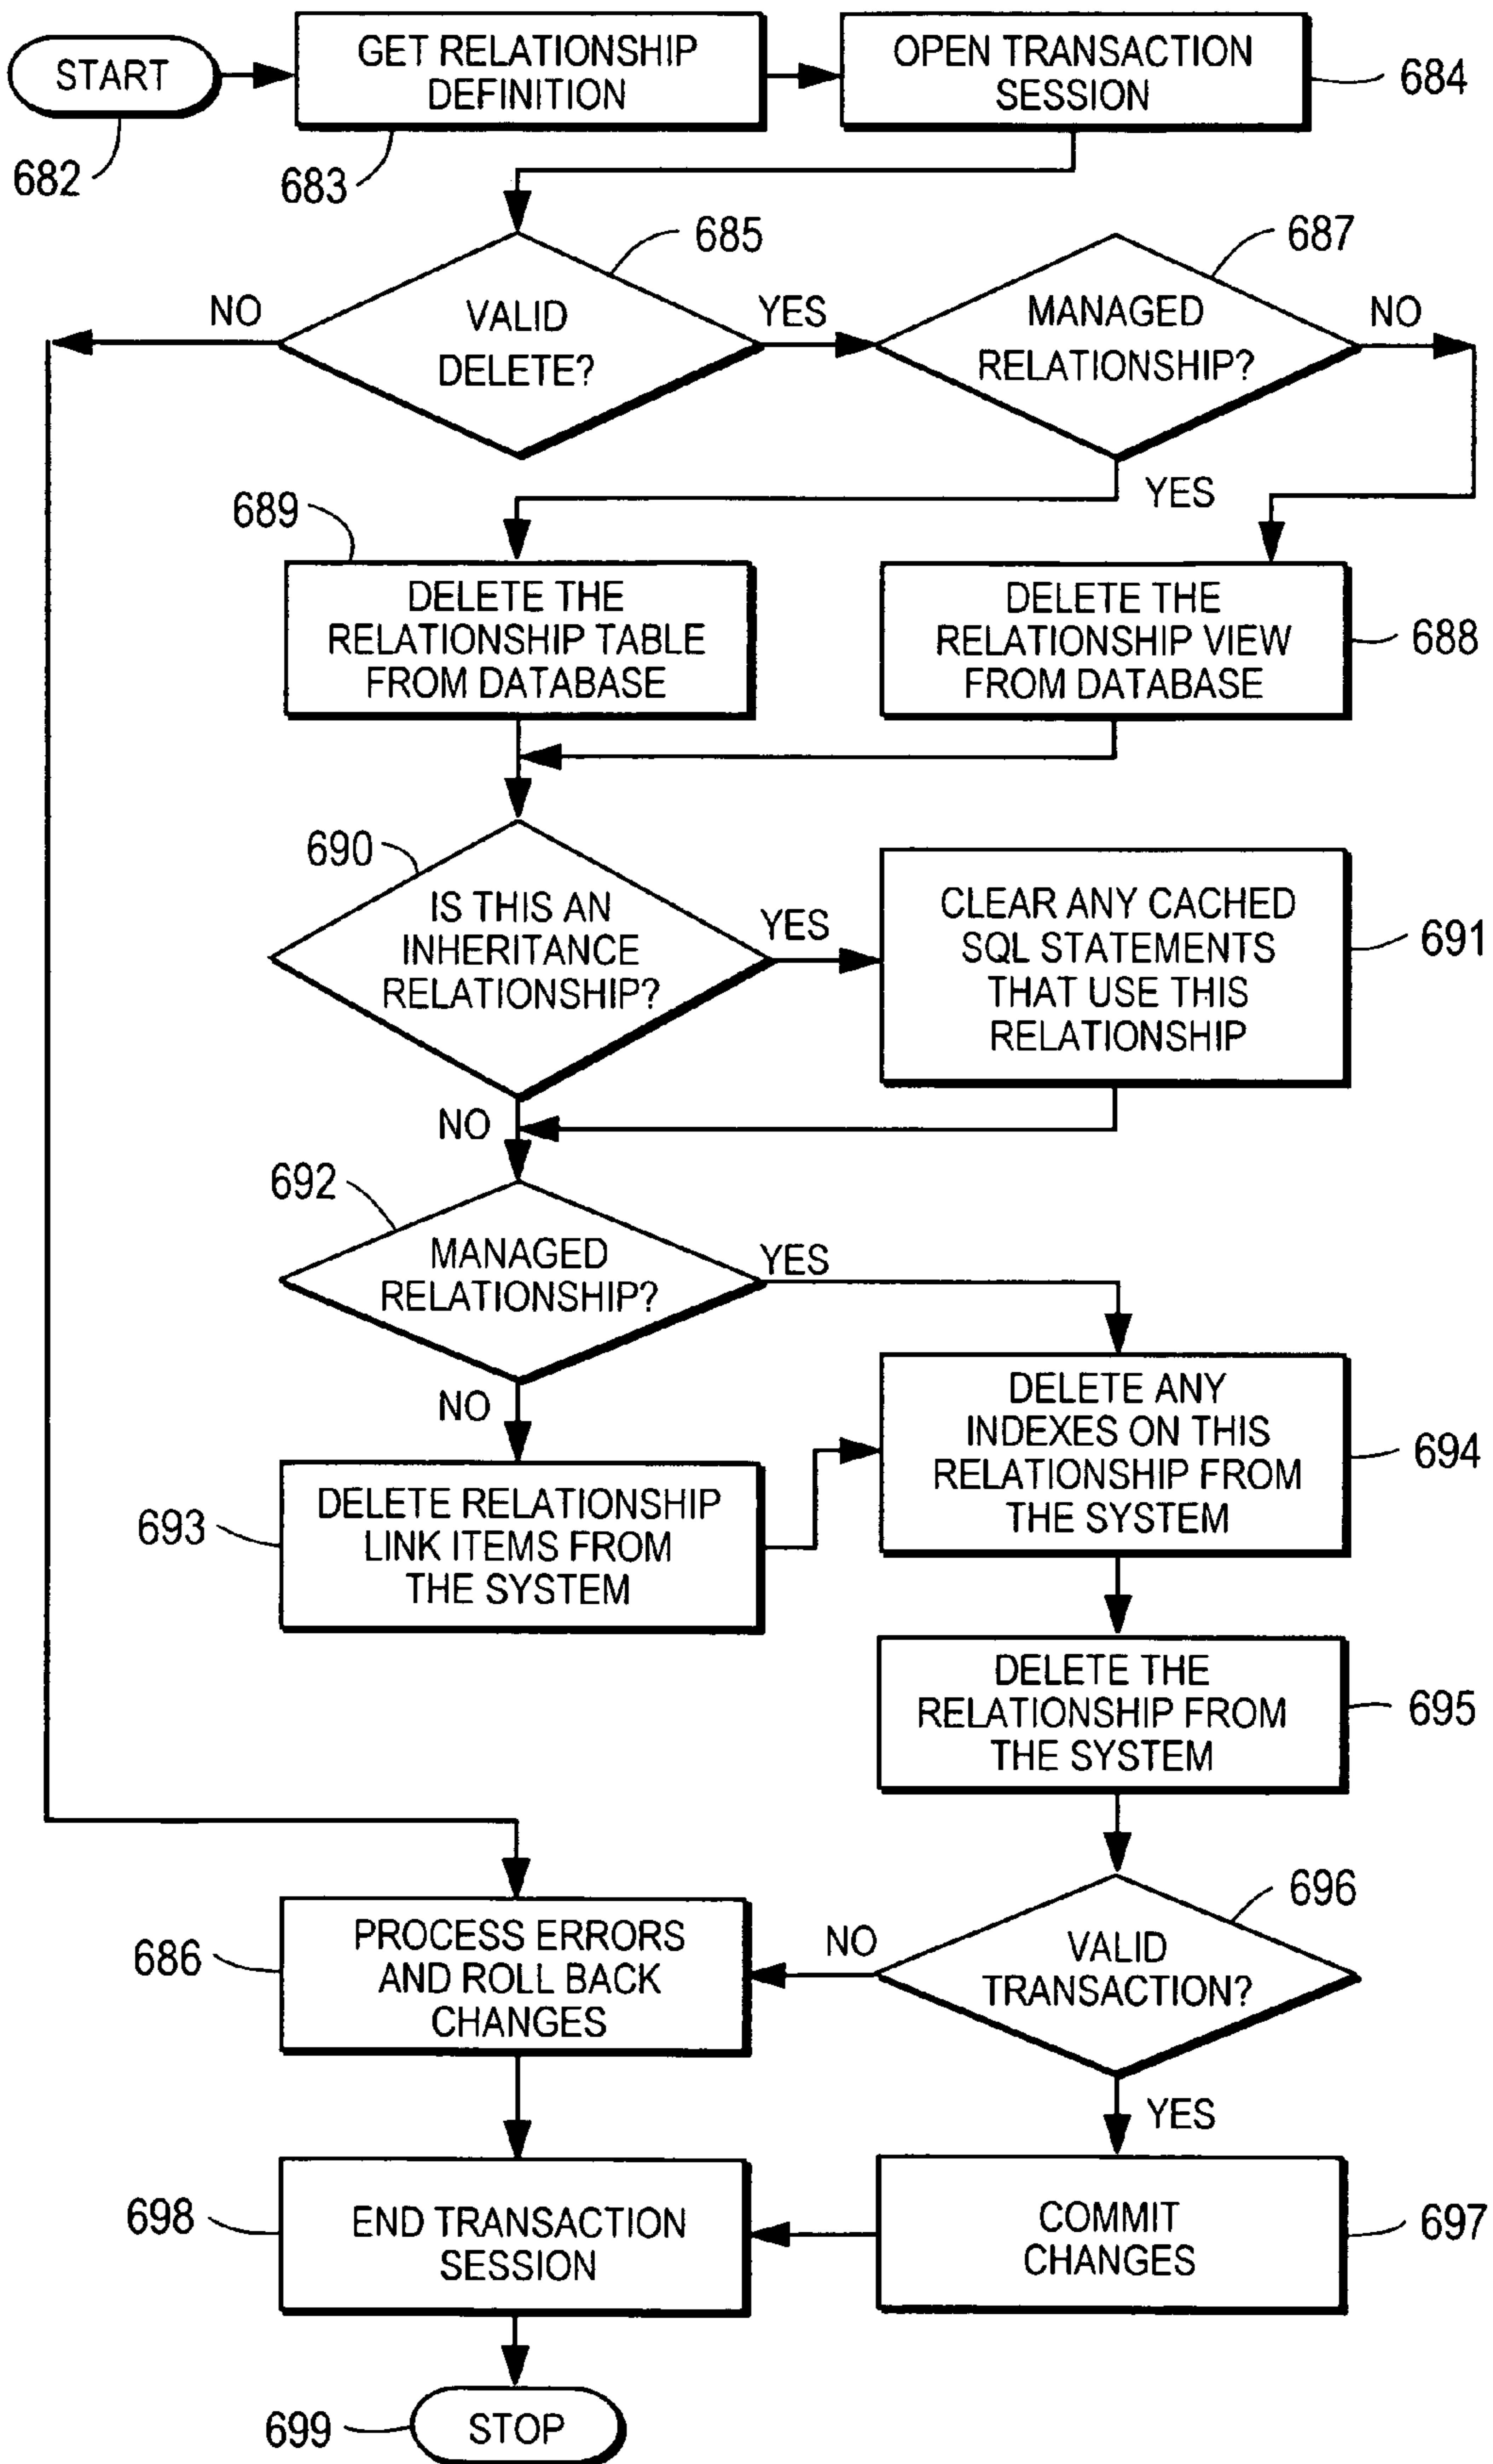 START
GET RELATIONSHIP
DEFINITION
OPEN TRANSACTION
SESSION
684
682
683
685
687
NO
VALID
DELETE?
YES
MANAGED
RELATIONSHIP?
NO
YES
689
DELETE THE
RELATIONSHIP TABLE
FROM DATABASE
DELETE THE
RELATIONSHIP VIEW
FROM DATABASE
688
690
IS THIS AN
INHERITANCE
RELATIONSHIP?
YES
CLEAR ANY CACHED
SQL STATEMENTS
THAT USE THIS
RELATIONSHIP
691
NO
692
MANAGED
RELATIONSHIP?
YES
NO
DELETE ANY
INDEXES ON THIS
RELATIONSHIP FROM
THE SYSTEM
694
693
DELETE RELATIONSHIP
LINK ITEMS FROM
THE SYSTEM
DELETE THE
RELATIONSHIP FROM
THE SYSTEM
695
696
686
PROCESS ERRORS
AND ROLL BACK
CHANGES
NO
VALID
TRANSACTION?
YES
698
END TRANSACTION
SESSION
COMMIT
CHANGES
697
699
STOP